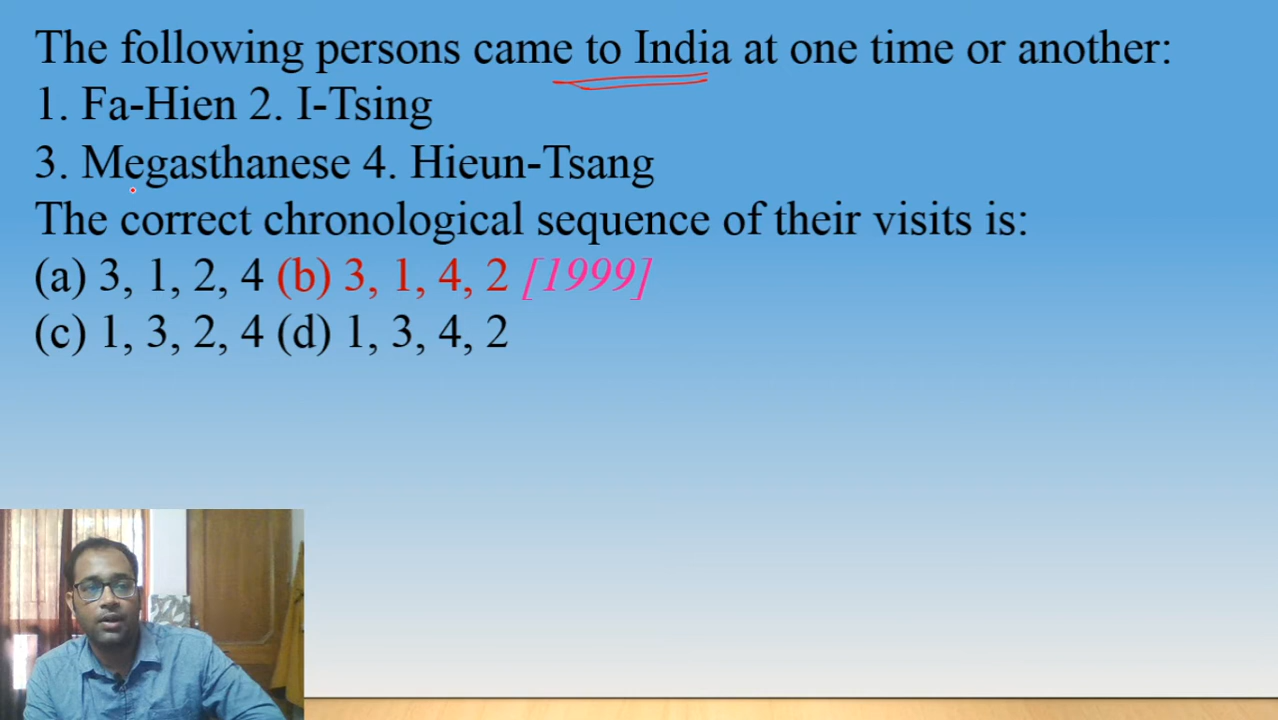 The following persons came to India at one time or another:
1. Fa-Hien 2. I-Tsing
3. Megasthanese 4. Hieun-Tsang
The correct chronological sequence of their visits is:
(a) 3, 1, 2, 4 (b) 3, 1, 4, 2 [1999]
(c) 1, 3, 2, 4 (d) 1, 3, 4, 2